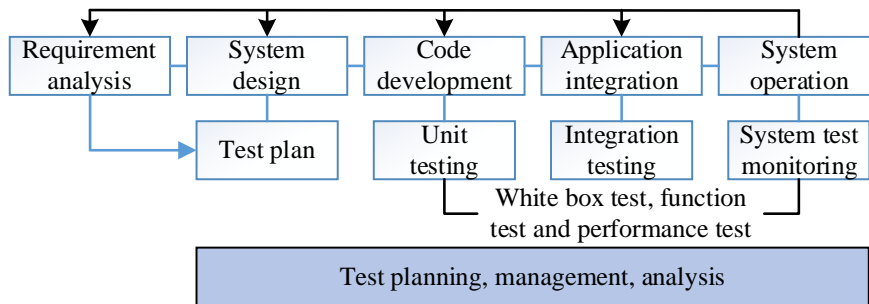 Requirement
analysis
System
design
Code
development
Application
integration
System
operation
Test plan
Unit
testing
Integration
testing
System test
monitoring
White box test, function
test and performance test
Test planning, management, analysis